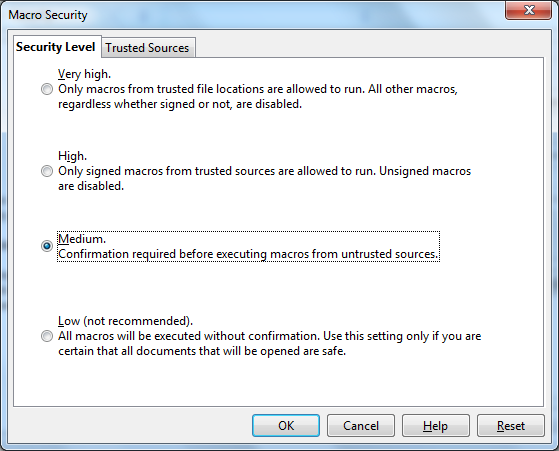 Macro Security
Security Level
Trusted Sources
Very high.
Only macros from trusted file locations are allowed to run. All other macros,
regardless whether signed or not, are disabled.
High.
Only signed macros from trusted sources are allowed to run. Unsigned macros
are disabled.
Medium.
Confirmation required before executing macros from untrusted sources.
Low (not recommended).
All macros will be executed without confirmation. Use this setting only if you are
certain that all documents that will be opened are safe.
OK
Cancel
Help
Reset